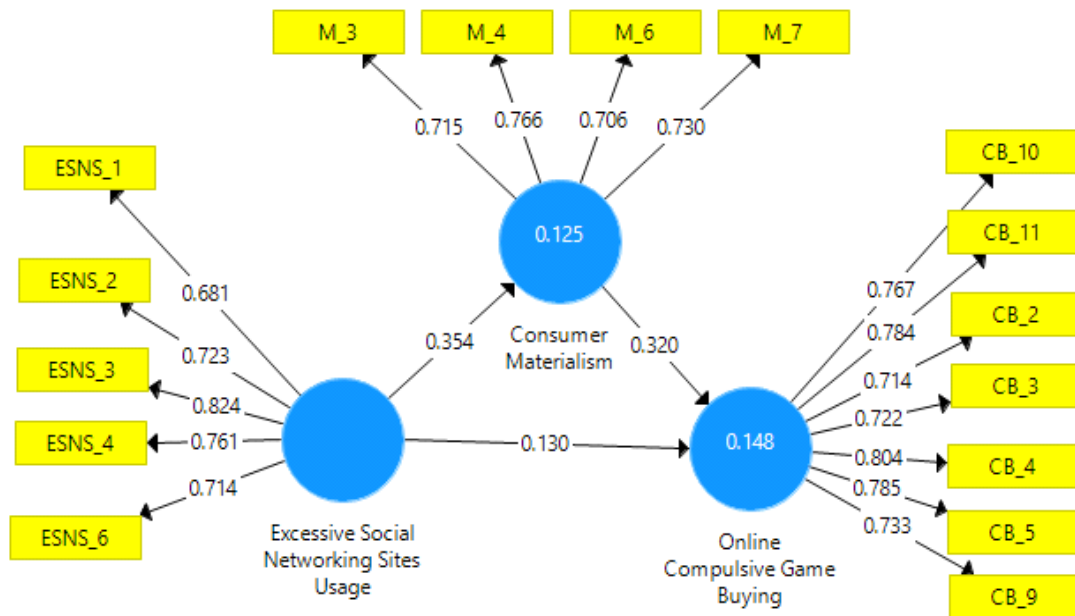 M_3
M_4
M_6
M_7
0.715
0.766
0.706
0.730
ESNS_1
ESNS_2
ESNS_3
ESNS_4
ESNS_6
0.681
0.723
0.824
0.761
0.714
0.125
Consumer
Materialism
0.354
0.320
0.130
Excessive Social
Networking Sites
Usage
0.148
Online
Compulsive Game
Buying
0.767
0.784
0.714
0.722
0.804
0.785
0.733
CB_10
CB_11
CB_2
CB_3
CB_4
CB_5
CB_9